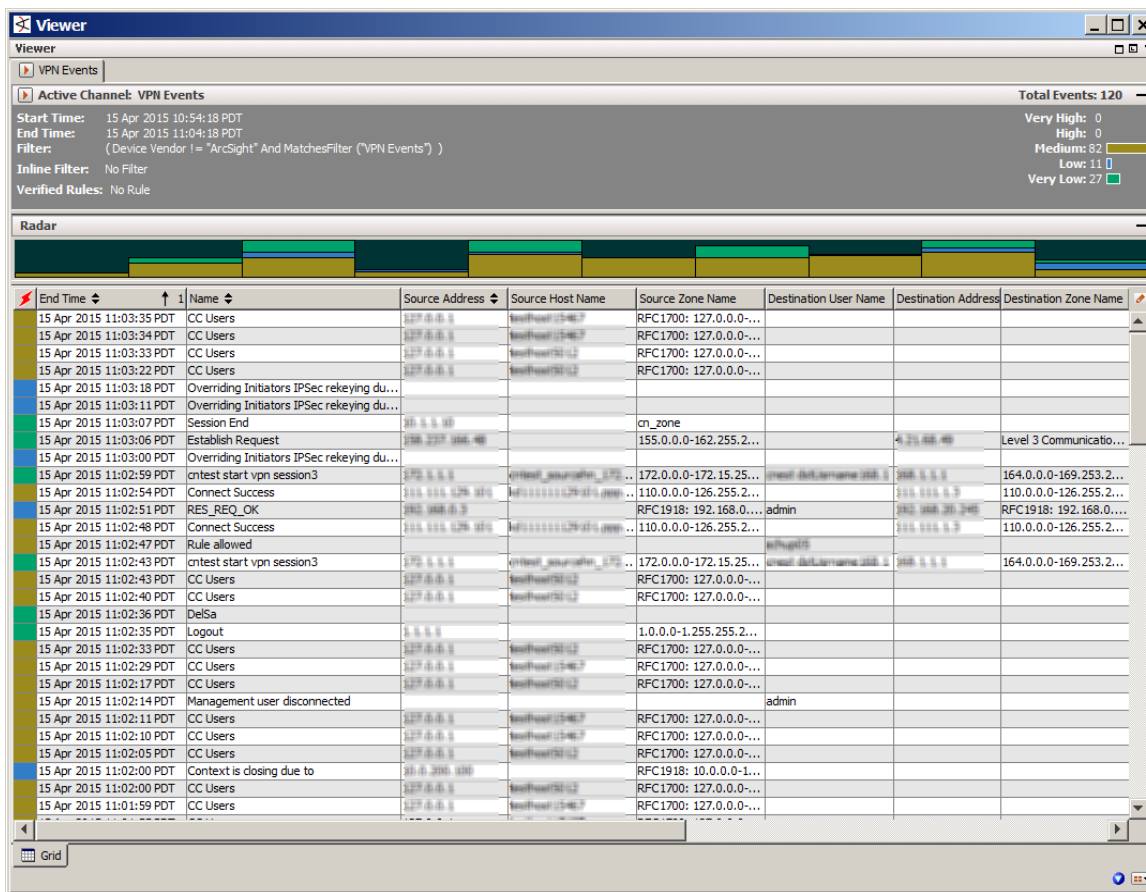 Viewer
Viewer
VPN Events
Active Channel: VPN Events Total Events: 120
Start Time: 15 Apr 2015 10:54:18 PDT Very High: 0
End Time: 15 Apr 2015 11:04:18 PDT High: 0
Filter: ( Device Vendor != "ArcSight" And MatchesFilter ("VPN Events") ) Medium: 82
Inline Filter: No Filter Low: 11
Verified Rules: No Rule Very Low: 27
Radar
End Time 1 Name Source Address Source Host Name Source Zone Name Destination User Name Destination Address Destination Zone Name
15 Apr 2015 11:03:35 PDT CC Users RFC1700: 127.0.0.0-...
15 Apr 2015 11:03:34 PDT CC Users RFC1700: 127.0.0.0-...
15 Apr 2015 11:03:33 PDT CC Users RFC1700: 127.0.0.0-...
15 Apr 2015 11:03:22 PDT CC Users RFC1700: 127.0.0.0-...
15 Apr 2015 11:03:18 PDT Overriding Initiators IPSec rekeying du...
15 Apr 2015 11:03:11 PDT Overriding Initiators IPSec rekeying du...
15 Apr 2015 11:03:07 PDT Session End cn_zone
15 Apr 2015 11:03:06 PDT Establish Request 155.0.0.0-162.255.2... Level 3 Communicatio...
15 Apr 2015 11:03:00 PDT Overriding Initiators IPSec rekeying du...
15 Apr 2015 11:02:59 PDT cntest start vpn session3 172.0.0.0-172.15.25... 164.0.0.0-169.253.2...
15 Apr 2015 11:02:54 PDT Connect Success 110.0.0.0-126.255.2... 110.0.0.0-126.255.2...
15 Apr 2015 11:02:51 PDT RES_REQ_OK RFC1918: 192.168.0.... admin RFC1918: 192.168.0...
15 Apr 2015 11:02:48 PDT Connect Success 110.0.0.0-126.255.2... 110.0.0.0-126.255.2...
15 Apr 2015 11:02:47 PDT Rule allowed
15 Apr 2015 11:02:43 PDT cntest start vpn session3 172.0.0.0-172.15.25... 164.0.0.0-169.253.2...
15 Apr 2015 11:02:43 PDT CC Users RFC1700: 127.0.0.0-...
15 Apr 2015 11:02:40 PDT CC Users RFC1700: 127.0.0.0-...
15 Apr 2015 11:02:36 PDT DelSa
15 Apr 2015 11:02:35 PDT Logout 1.0.0.0-1.255.255.2...
15 Apr 2015 11:02:33 PDT CC Users RFC1700: 127.0.0.0-...
15 Apr 2015 11:02:29 PDT CC Users RFC1700: 127.0.0.0-...
15 Apr 2015 11:02:17 PDT CC Users RFC1700: 127.0.0.0-...
15 Apr 2015 11:02:14 PDT Management user disconnected admin
15 Apr 2015 11:02:11 PDT CC Users RFC1700: 127.0.0.0-...
15 Apr 2015 11:02:10 PDT CC Users RFC1700: 127.0.0.0-...
15 Apr 2015 11:02:05 PDT CC Users RFC1700: 127.0.0.0-...
15 Apr 2015 11:02:00 PDT Context is closing due to RFC1918: 10.0.0.0-1...
15 Apr 2015 11:02:00 PDT CC Users RFC1700: 127.0.0.0-...
15 Apr 2015 11:01:59 PDT CC Users RFC1700: 127.0.0.0-...
Grid